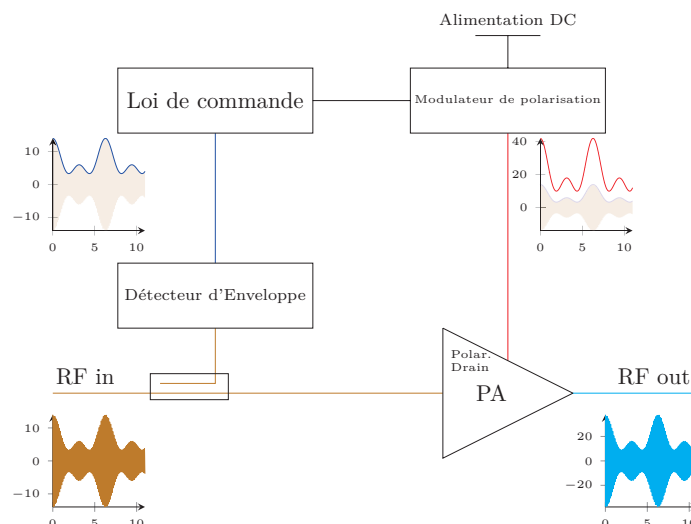 Alimentation DC
Loi de commande
Modulateur de polarisation
10
0
−10
0
5
10
40
20
0
0
5
10
Détecteur d'Enveloppe
Polar.
Drain
PA
RF in
RF out
10
0
−10
0
5
10
20
0
−20
0
5
10